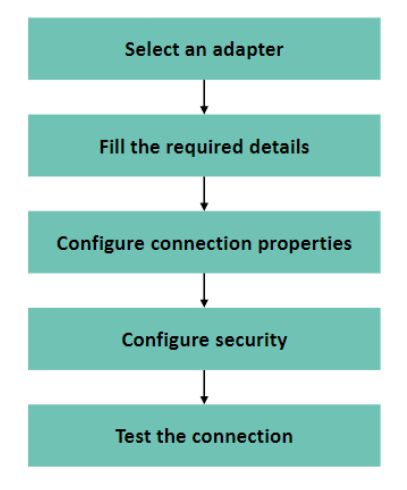 Select an adapter
Fill the required details
Configure connection properties
Configure security
Test the connection